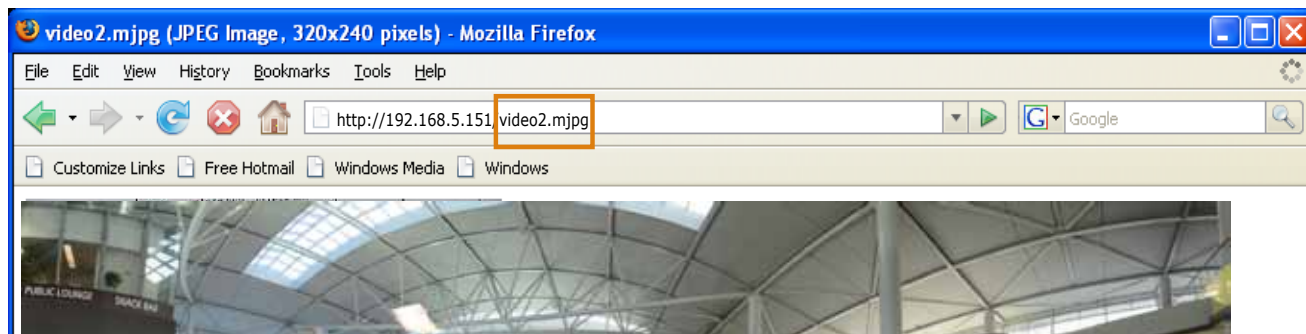 video2.mjpg (JPEG Image, 320x240 pixels) - Mozilla Firefox
File Edit View History Bookmarks Tools Help
http://192.168.5.151/video2.mjpg G Google
Customize Links Free Hotmail Windows Media Windows
PUBLIC LOUNGE SNACK BAR